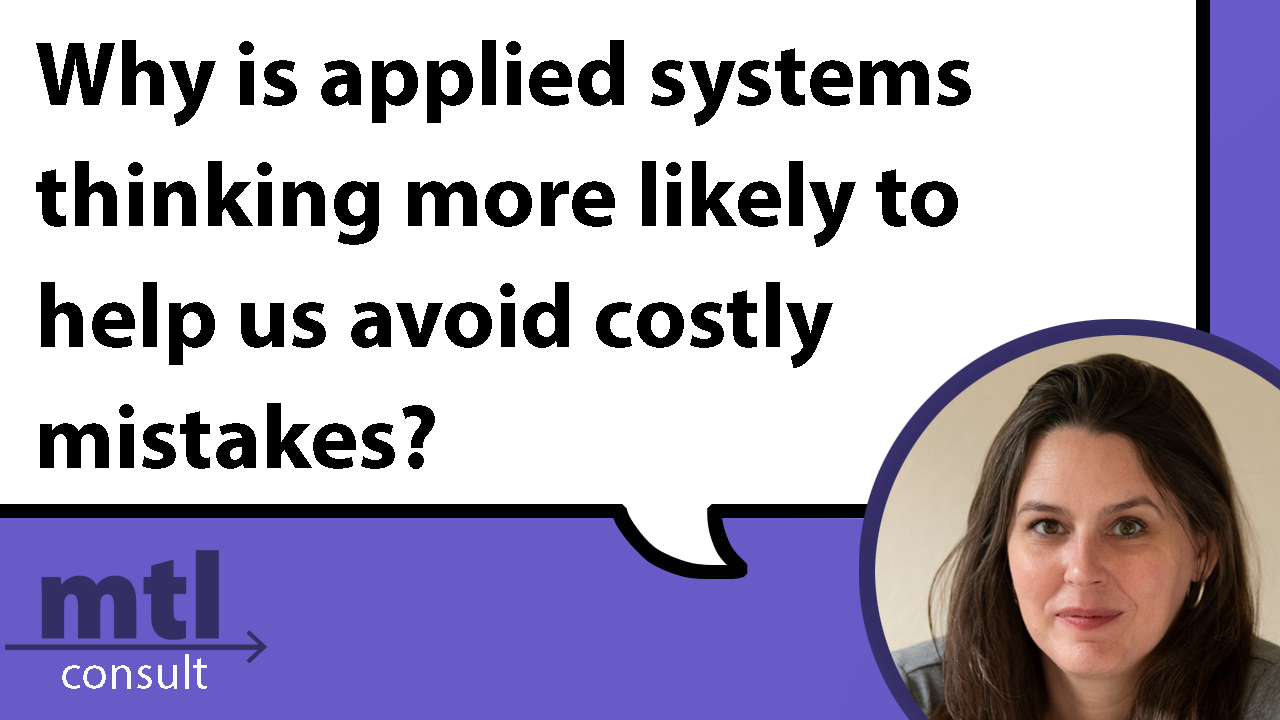 Why is applied systems
thinking more likely to
help us avoid costly
mistakes?
mtl
consult